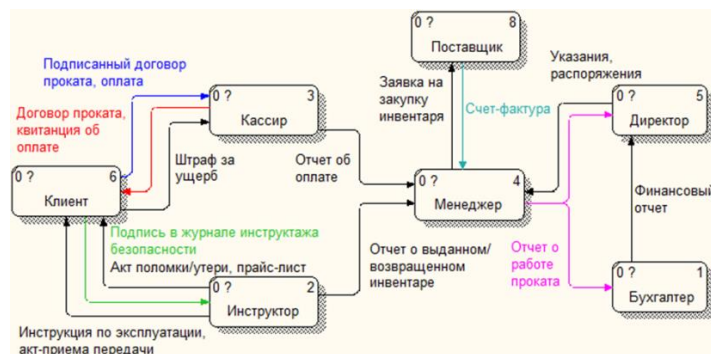 0 ? 8
Поставщик
Подписанный договор
проката, оплата
Заявка на
закупку
инвентаря
Указания,
распоряжения
Счет-фактура
0 ? 3
Кассир
0 ? 5
Директор
Договор проката,
квитанция об
оплате
Штраф за
ущерб
Отчет об
оплате
0 ? 6
Клиент
0 ? 4
Менеджер
Финансовый
отчет
Подпись в журнале инструктажа
безопасности
Акт поломки/утери, прайс-лист
Отчет о выданном/
возвращенном
инвентаре
Отчет о
работе
проката
0 ? 2
Инструктор
0 ? 1
Бухгалтер
Инструкция по эксплуатации,
акт-приема передачи